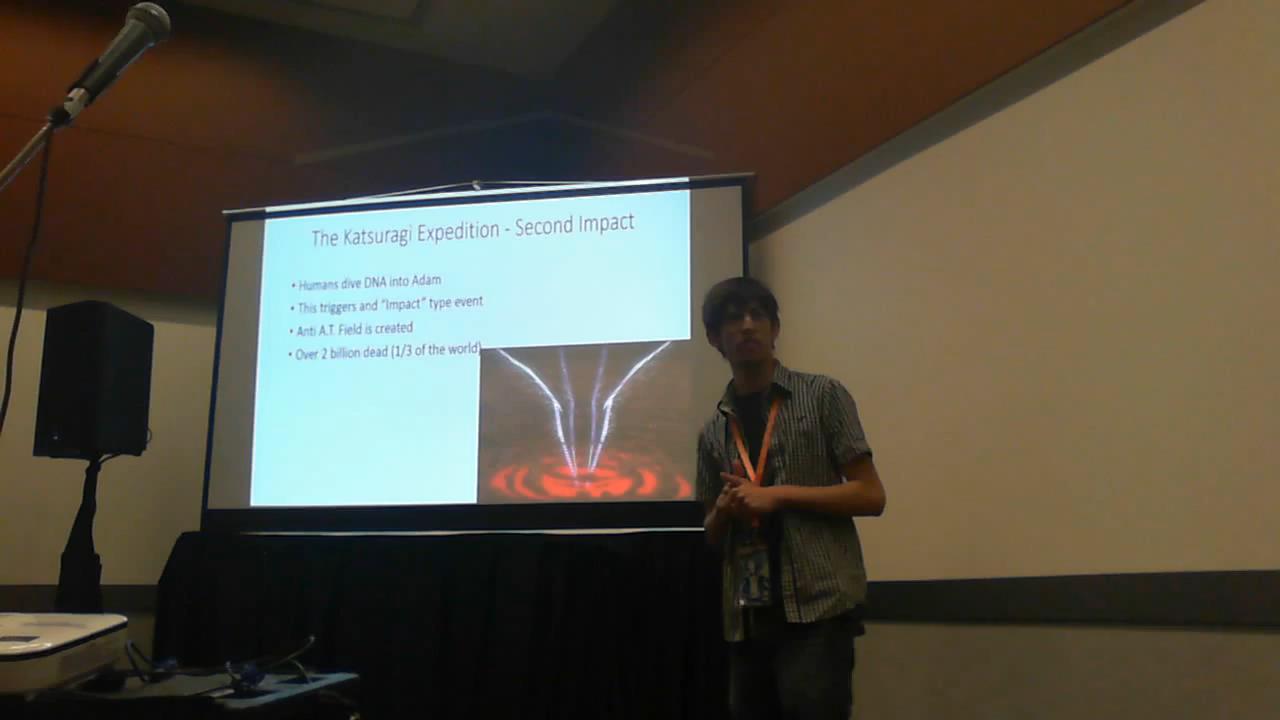 The Katsuragi Expedition - Second Impact
• Humans dive DNA into Adam
• This triggers and "Impact" type event
• Anti A.T. Field is created
• Over 2 billion dead (1/3 of the world)